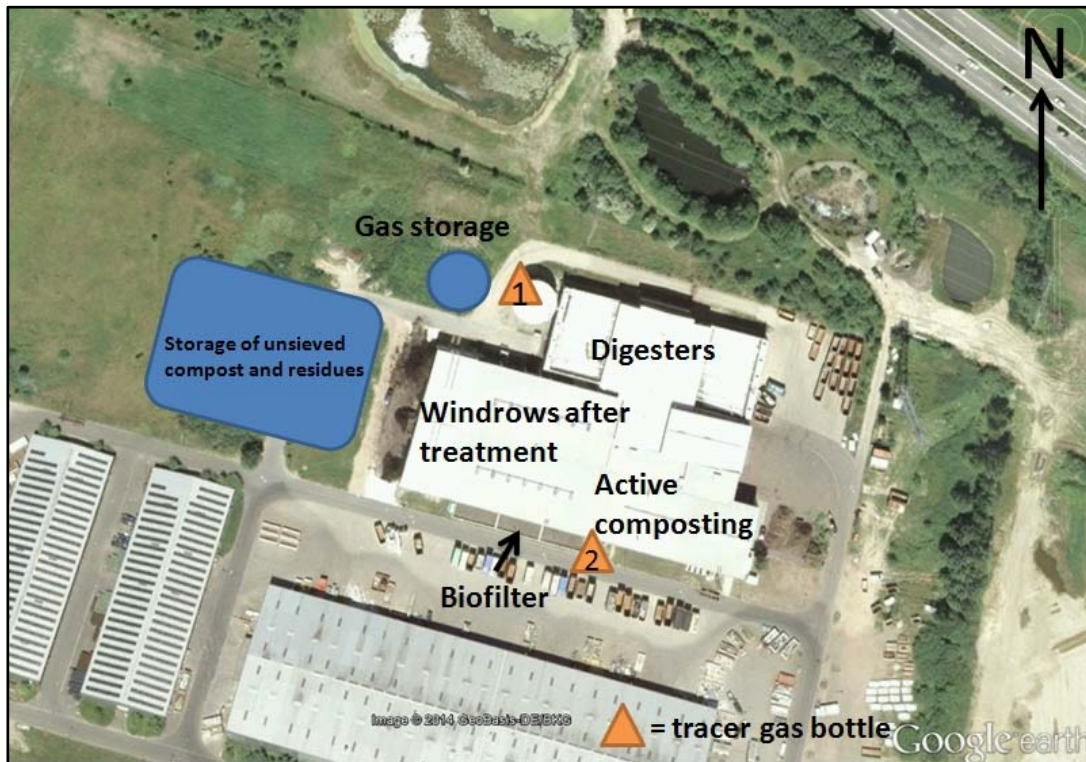 N
Gas storage
1
Storage of unsieved
compost and residues
Digesters
Windrows after
treatment
Active
composting
2
Biofilter
Image © 2014 GeoBasis-DE/BKG
= tracer gas bottle
Google earth